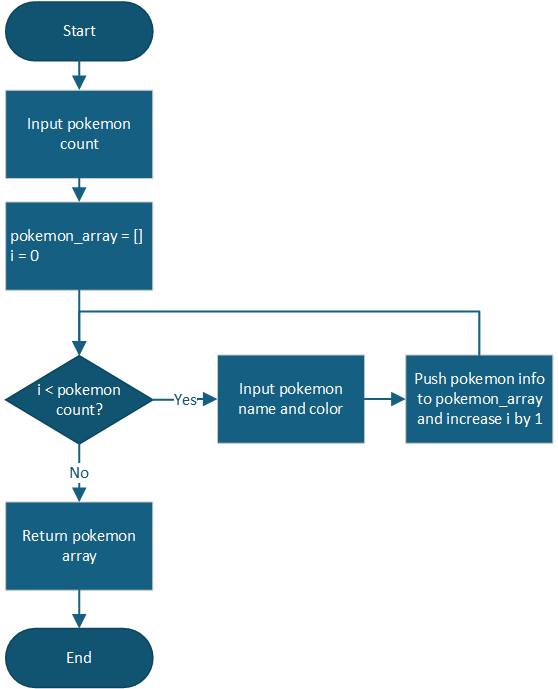 Start
Input pokemon
count
pokemon_array = []
i = 0
i < pokemon
count?
Yes
Input pokemon
name and color
Push pokemon info
to pokemon_array
and increase i by 1
No
Return pokemon
array
End